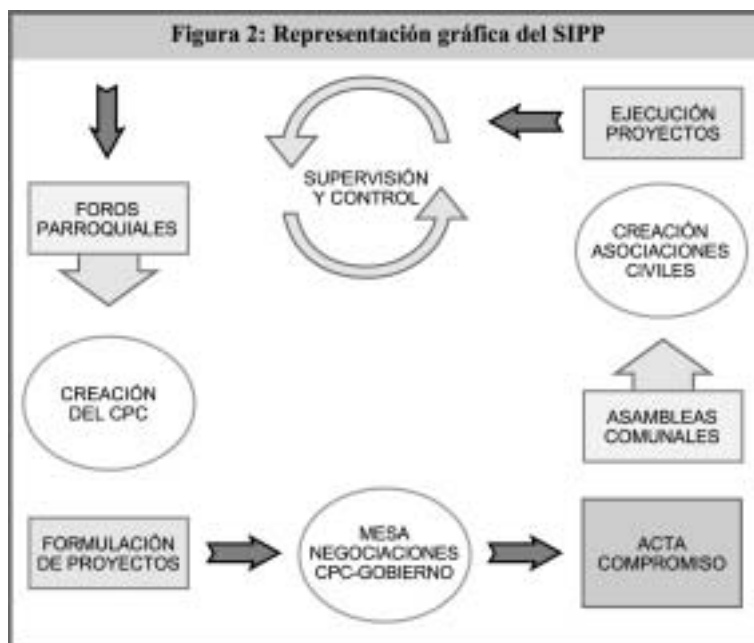 Figura 2: Representación gráfica del SIPP
FOROS
PARROQUIALES
CREACIÓN
DEL CPC
FORMULACIÓN
DE PROYECTOS
MESA
NEGOCIACIONES
CPC-GOBIERNO
ACTA
COMPROMISO
ASAMBLEAS
COMUNALES
CREACIÓN
ASOCIACIONES
CIVILES
EJECUCIÓN
PROYECTOS
SUPERVISIÓN
Y CONTROL